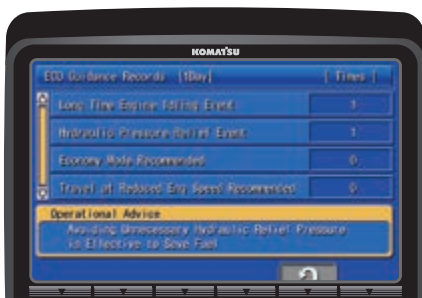 KOMATSU
ECO Guidance Records [1Day] [ Times ]
Long Time Engine Idling Event 1
Hydraulic Pressure Relief Event 1
Economy Mode Recommended 0
Travel at Reduced Eng Speed Recommended 0
Operational Advice
Avoiding Unnecessary Hydraulic Relief Pressure
is Effective to Save Fuel